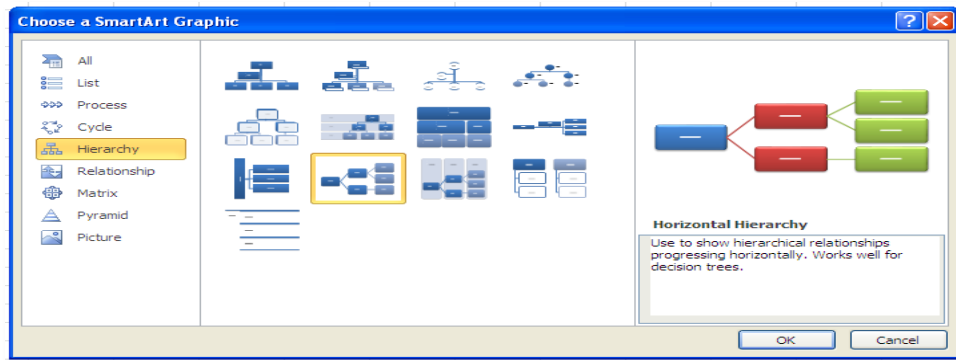 Choose a SmartArt Graphic
All
List
Process
Cycle
Hierarchy
Relationship
Matrix
Pyramid
Picture
Horizontal Hierarchy
Use to show hierarchical relationships
progressing horizontally. Works well for
decision trees.
OK
Cancel